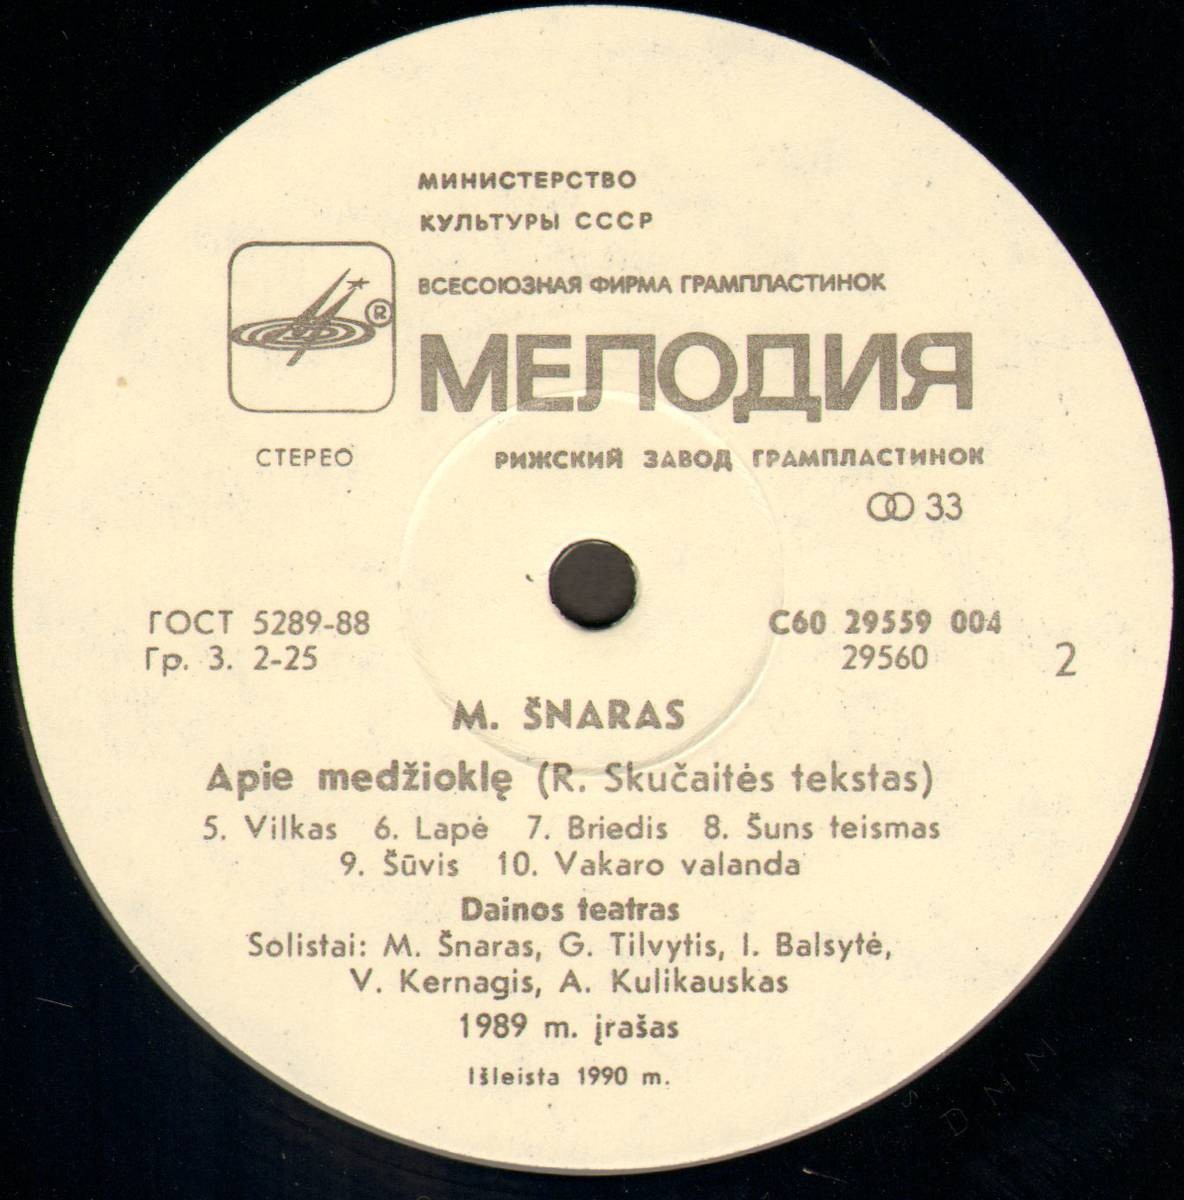 МИНИСТЕРСТВО
КУЛЬТУРЫ СССР
ВСЕСОЮЗНАЯ ФИРМА ГРАМПЛАСТИНОК
®
МЕЛОДИЯ
СТЕРЕО
РИЖСКИЙ ЗАВОД ГРАМПЛАСТИНОК
33
ГОСТ 5289-88
Гр. 3. 2-25
С60 29559 004
29560
2
M. ŠNARAS
Apie medžioklę (R. Skučaitės tekstas)
5. Vilkas 6. Lapė 7. Briedis 8. Šuns teismas
9. Šūvis 10. Vakaro valanda
Dainos teatras
Solistai: M. Šnaras, G. Tilvytis, I. Balsytė,
V. Kernagis, A. Kulikauskas
1989 m. įrašas
Išleista 1990 m.
DMM